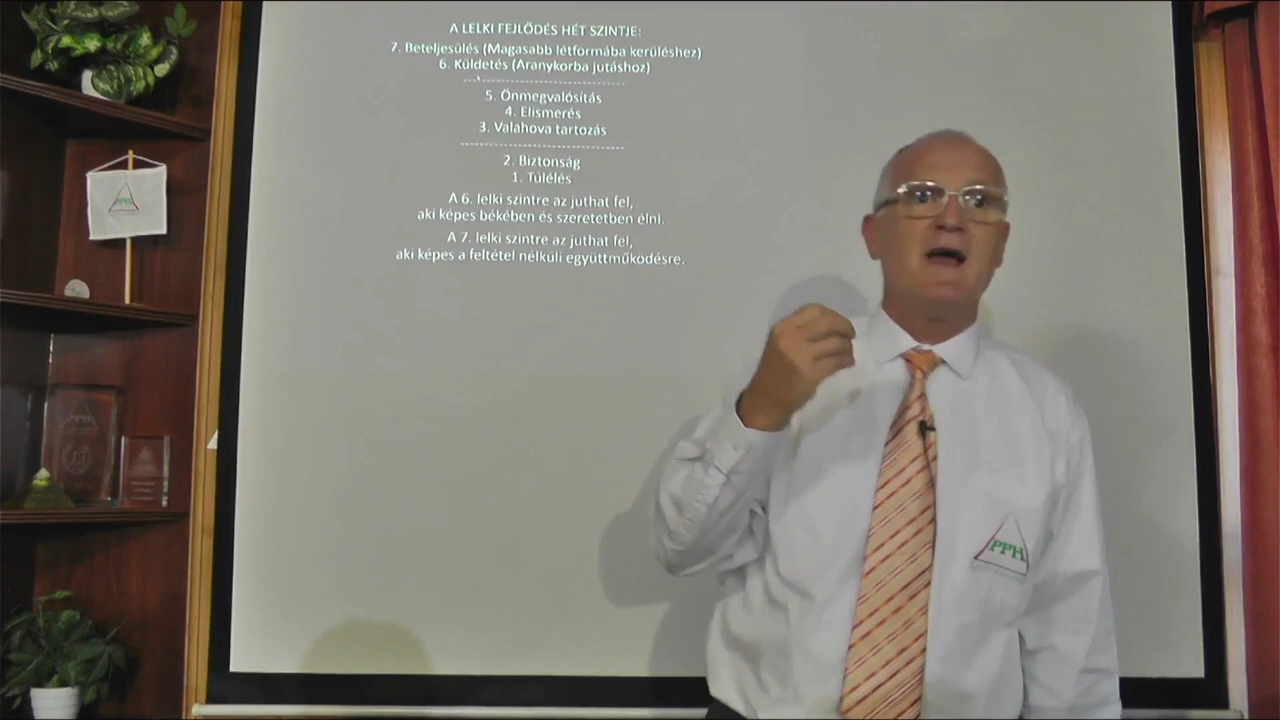 A LELKI FEJLŐDÉS HÉT SZINTJE:
7. Beteljesülés (Magasabb létformába kerüléshez)
6. Küldetés (Aranykorba jutáshoz)
5. Önmegvalósítás
4. Elismerés
3. Valahova tartozás
2. Biztonság
1. Túlélés
A 6. lelki szintre az juthat fel,
aki képes békében és szeretetben élni.
A 7. lelki szintre az juthat fel,
aki képes a feltétel nélküli együttműködésre.
PPH
PPH